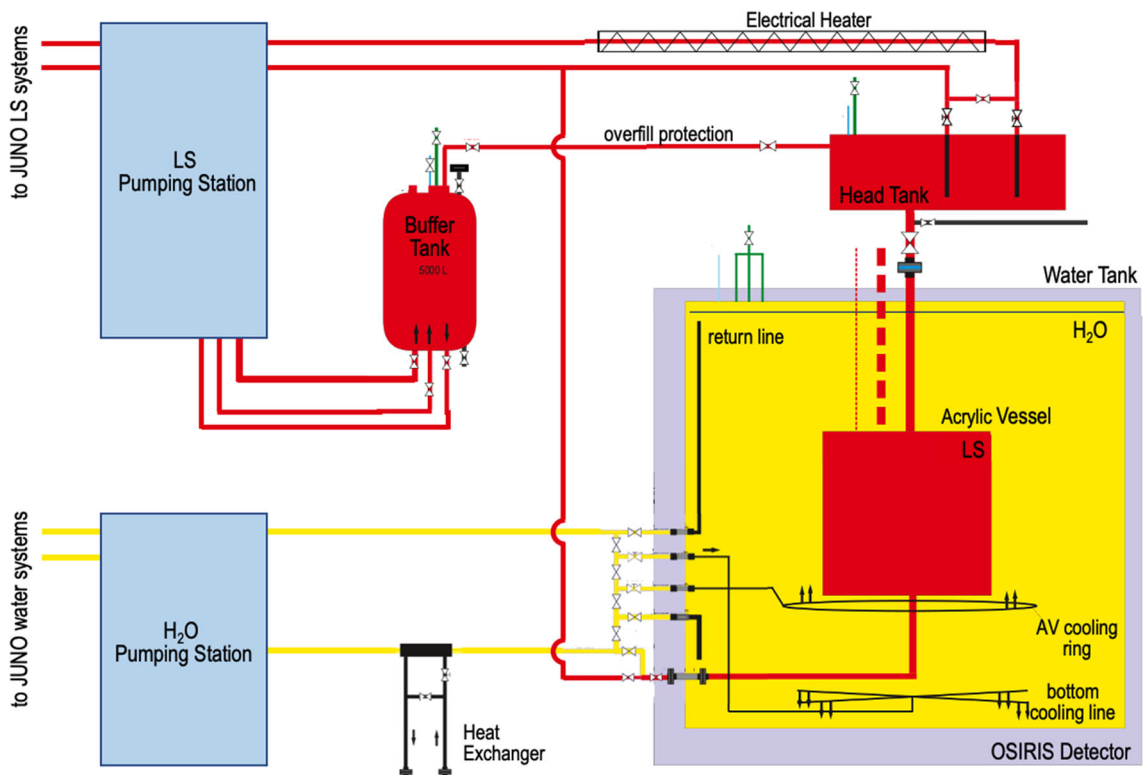 Electrical Heater
to JUNO LS systems
LS
Pumping Station
overfill protection
Head Tank
Buffer
Tank
5000 L
Water Tank
return line
H₂O
Acrylic Vessel
LS
to JUNO water systems
H₂O
Pumping Station
AV cooling
ring
bottom
cooling line
Heat
Exchanger
OSIRIS Detector